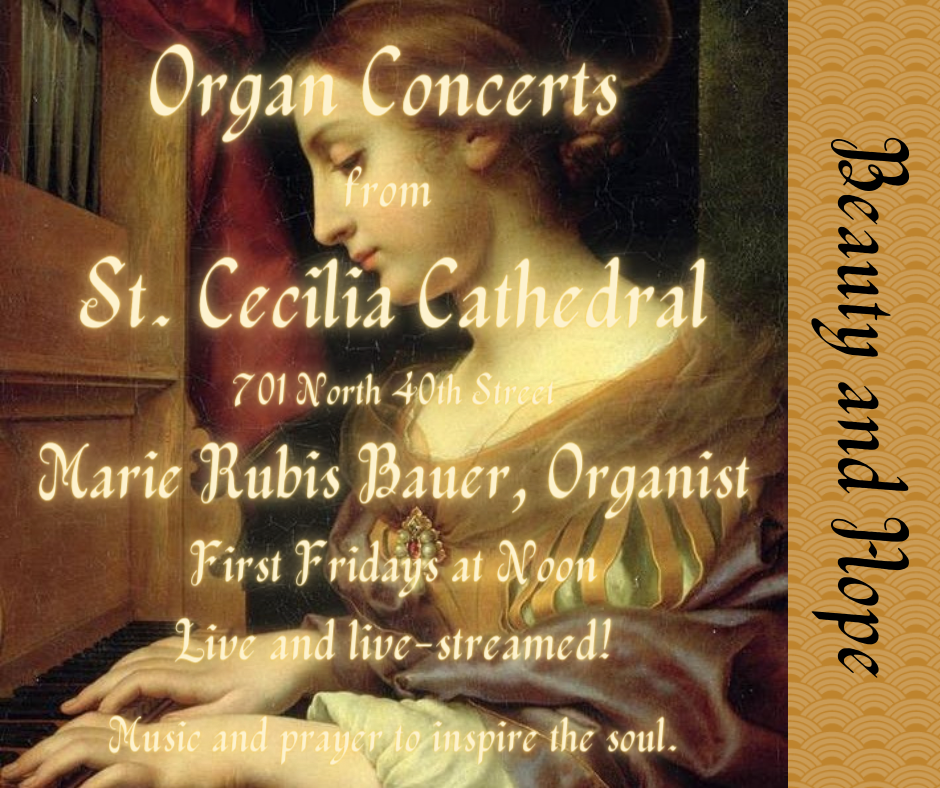 Organ Concerts
from
St. Cecilia Cathedral
701 North 40th Street
Marie Rubis Bauer, Organist
First Fridays at Noon
Live and live-streamed!
Music and prayer to inspire the soul.
Beauty and Hope